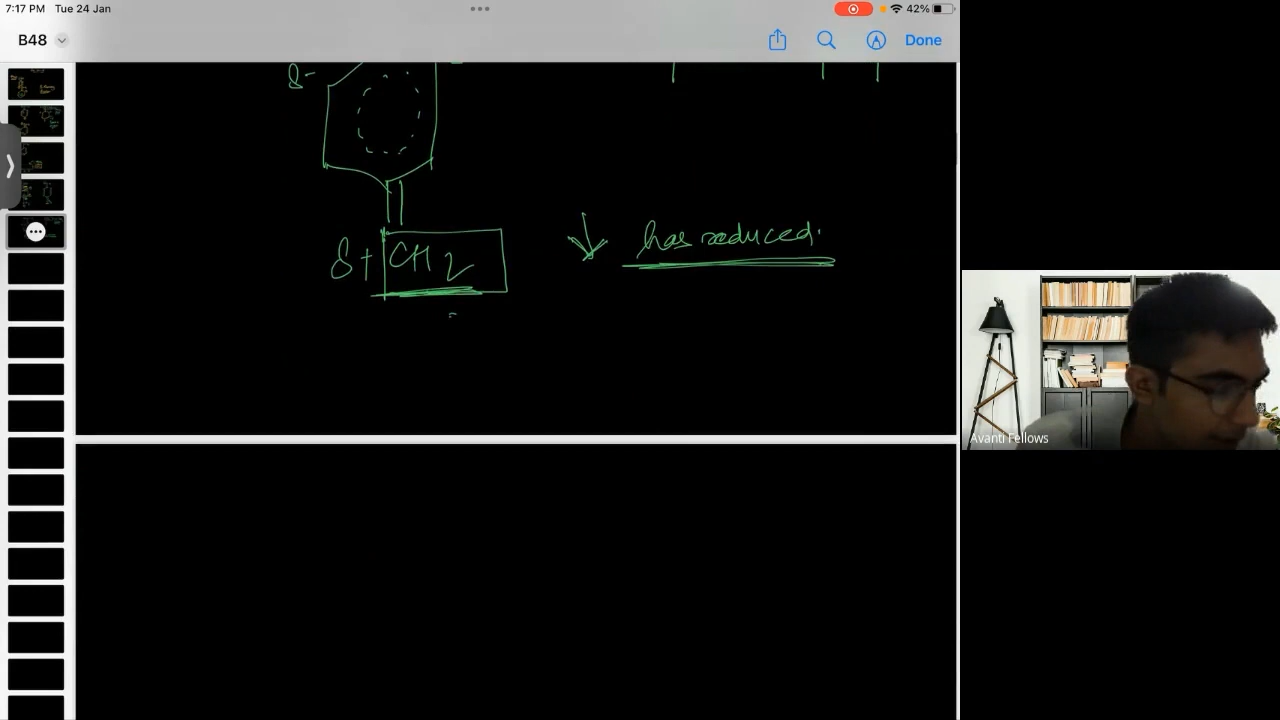 7:17 PM Tue 24 Jan
42%
B48
Done
δ-
δ+ CH2
↓ has reduced.
Avanti Fellows